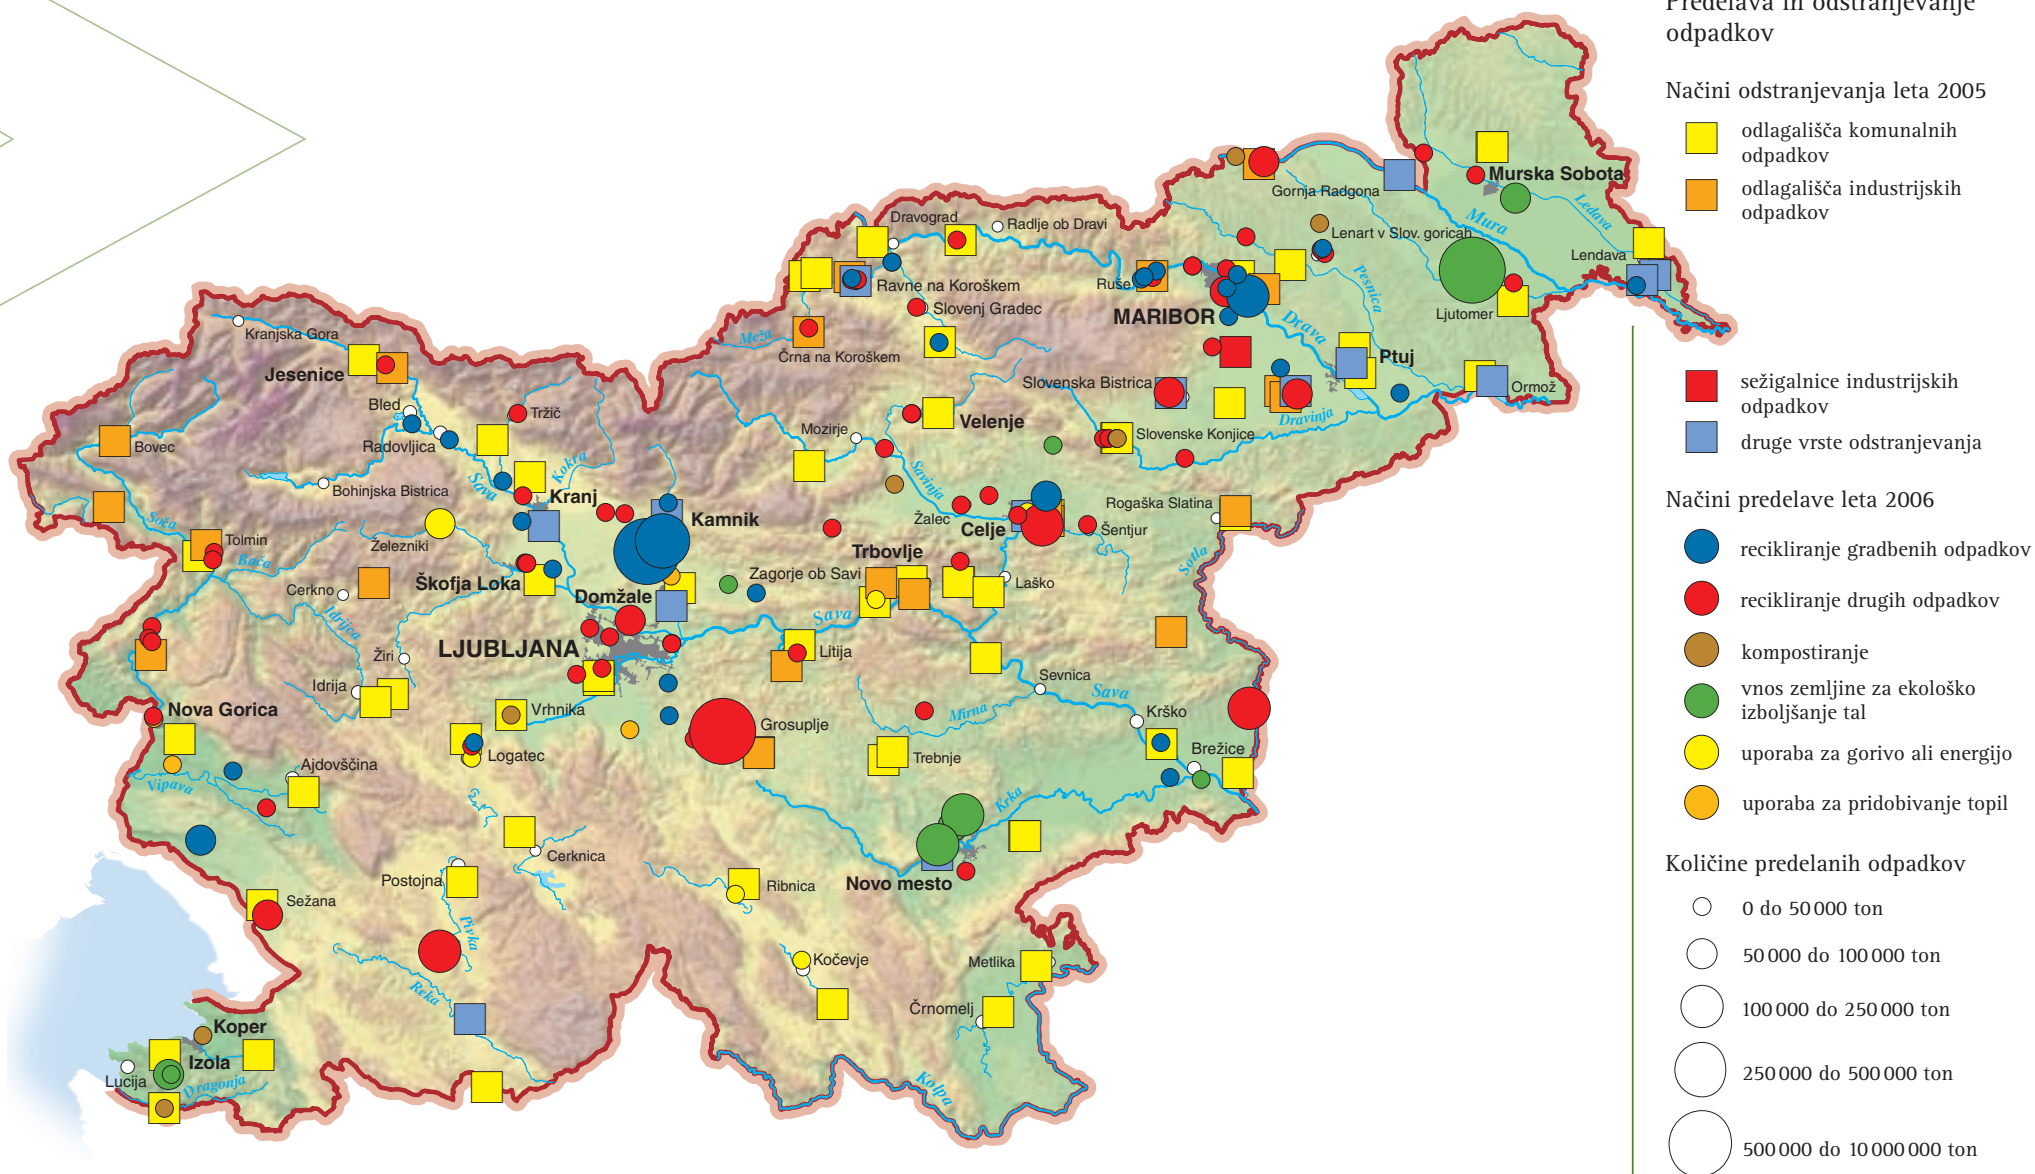 Predelava in odstranjevanje
odpadkov
Načini odstranjevanja leta 2005
odlagališča komunalnih
odpadkov
odlagališča industrijskih
odpadkov
sežigalnice industrijskih
odpadkov
druge vrste odstranjevanja
Načini predelave leta 2006
recikliranje gradbenih odpadkov
recikliranje drugih odpadkov
kompostiranje
vnos zemljine za ekološko
izboljšanje tal
uporaba za gorivo ali energijo
uporaba za pridobivanje topil
Količine predelanih odpadkov
0 do 50 000 ton
50 000 do 100 000 ton
100 000 do 250 000 ton
250 000 do 500 000 ton
500 000 do 10 000 000 ton
Murska Sobota
Gornja Radgona
Ledava
Mura
Dravograd
Radlje ob Dravi
Lenart v Slov. goricah
Lendava
Pesnica
Ravne na Koroškem
Ruše
Slovenj Gradec
MARIBOR
Ljutomer
Drava
Kranjska Gora
Meža
Črna na Koroškem
Ptuj
Jesenice
Slovenska Bistrica
Ormož
Bled
Tržič
Dravinja
Mozirje
Velenje
Slovenske Konjice
Radovljica
Bovec
Kokra
Savinja
Sava
Bohinjska Bistrica
Kranj
Rogaška Slatina
Soča
Kamnik
Žalec
Celje
Šentjur
Tolmin
Železniki
Trbovlje
Sotla
Bača
Zagorje ob Savi
Laško
Škofja Loka
Cerkno
Domžale
Idrijca
Sava
LJUBLJANA
Žiri
Litija
Idrija
Sevnica
Sava
Nova Gorica
Vrhnika
Mirna
Krško
Grosuplje
Brežice
Logatec
Trebnje
Ajdovščina
Vipava
Krka
Cerknica
Postojna
Ribnica
Novo mesto
Sežana
Pivka
Kočevje
Metlika
Reka
Črnomelj
Koper
Izola
Lucija
Dragonja
Kolpa